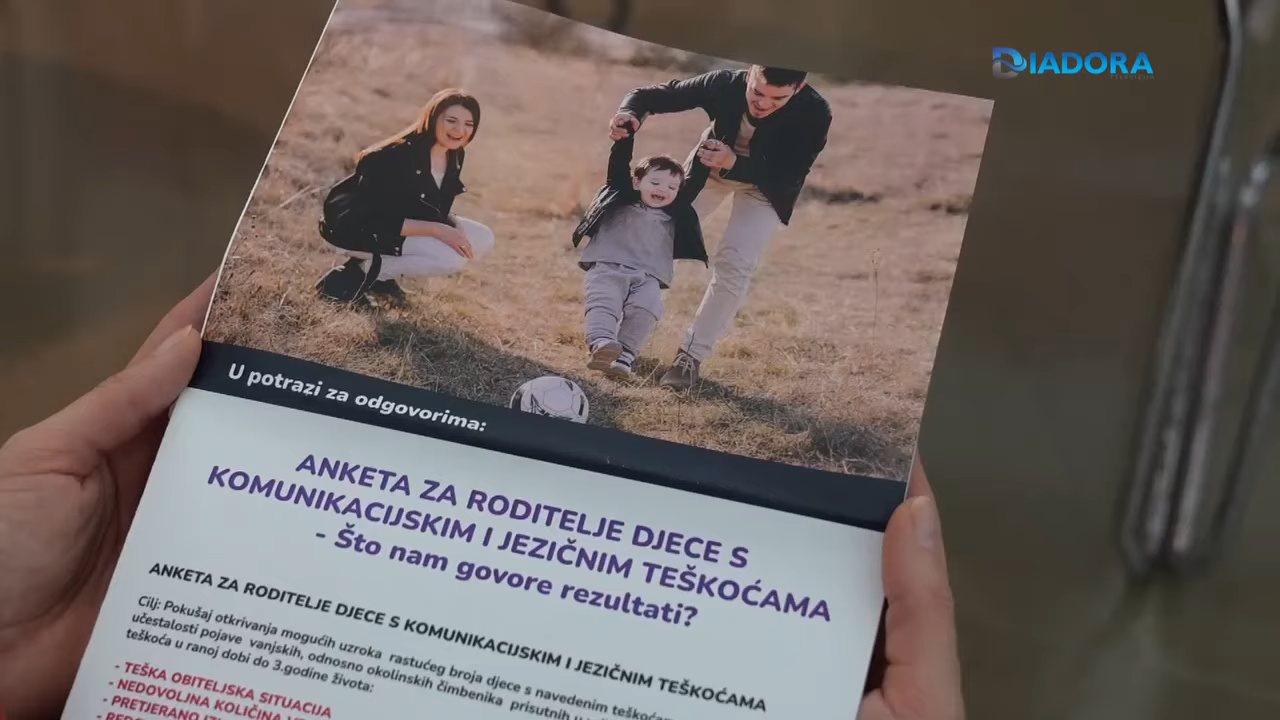 DIADORA
TELEVIZIJA
U potrazi za odgovorima:
ANKETA ZA RODITELJE DJECE S
KOMUNIKACIJSKIM I JEZIČNIM TEŠKOĆAMA
- Što nam govore rezultati?
ANKETA ZA RODITELJE DJECE S KOMUNIKACIJSKIM I JEZIČNIM TEŠKOĆAMA
Cilj: Pokušaj otkrivanja mogućih uzroka rastućeg broja djece s navedenim
učestalosti pojave vanjskih, odnosno okolinskih čimbenika prisutnih
teškoća u ranoj dobi do 3.godine života:
- TEŠKA OBITELJSKA SITUACIJA
- NEDOVOLJNA KOLIČINA
- PRETJERANO